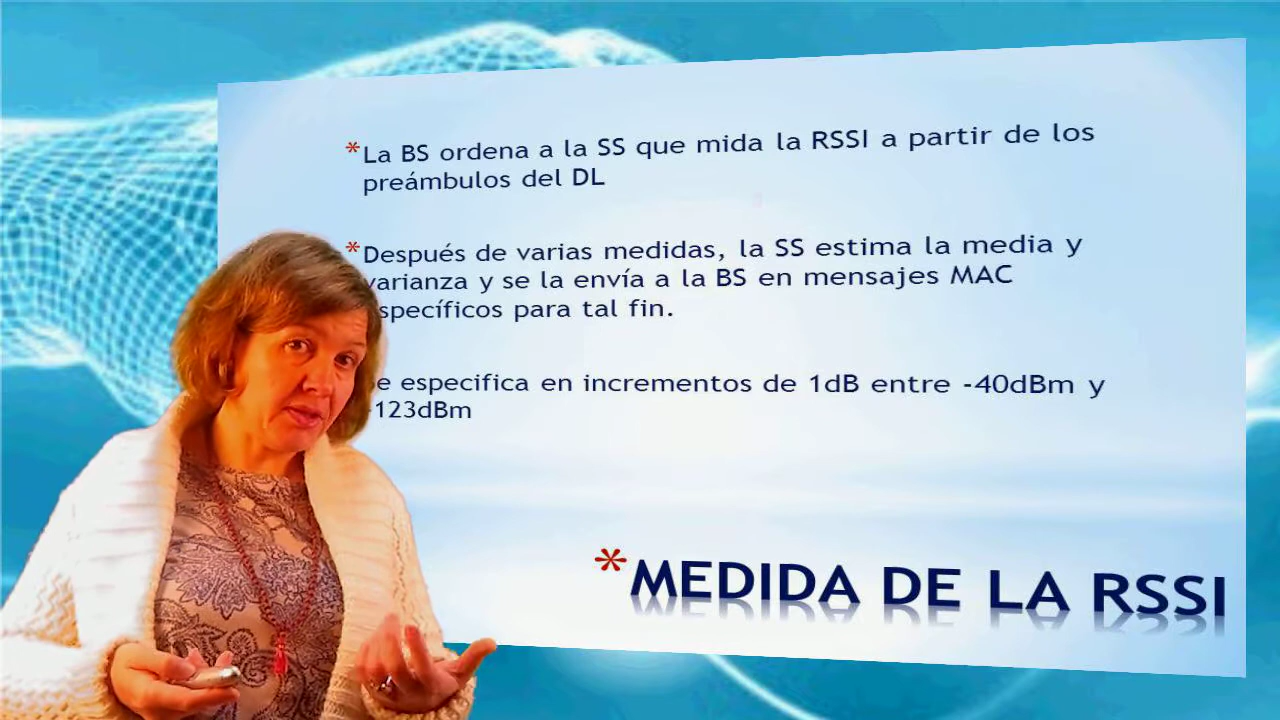 *La BS ordena a la SS que mida la RSSI a partir de los
preámbulos del DL
*Después de varias medidas, la SS estima la media y
varianza y se la envía a la BS en mensajes MAC
específicos para tal fin.
Se especifica en incrementos de 1dB entre -40dBm y
-123dBm
*MEDIDA DE LA RSSI